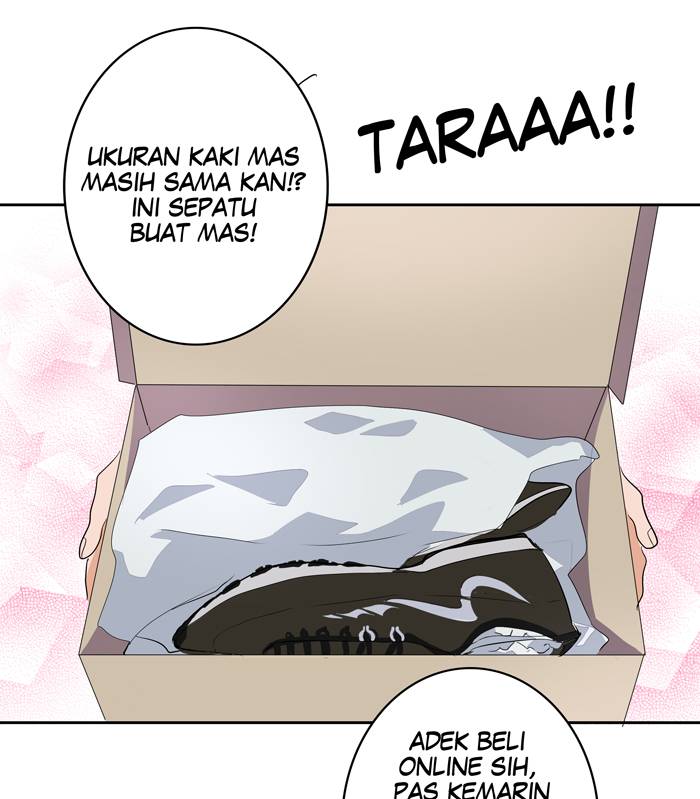 TARAAA!!
UKURAN KAKI MAS
MASIH SAMA KAN!?
INI SEPATU
BUAT MAS!
ADEK BELI
ONLINE SIH,
PAS KEMARIN